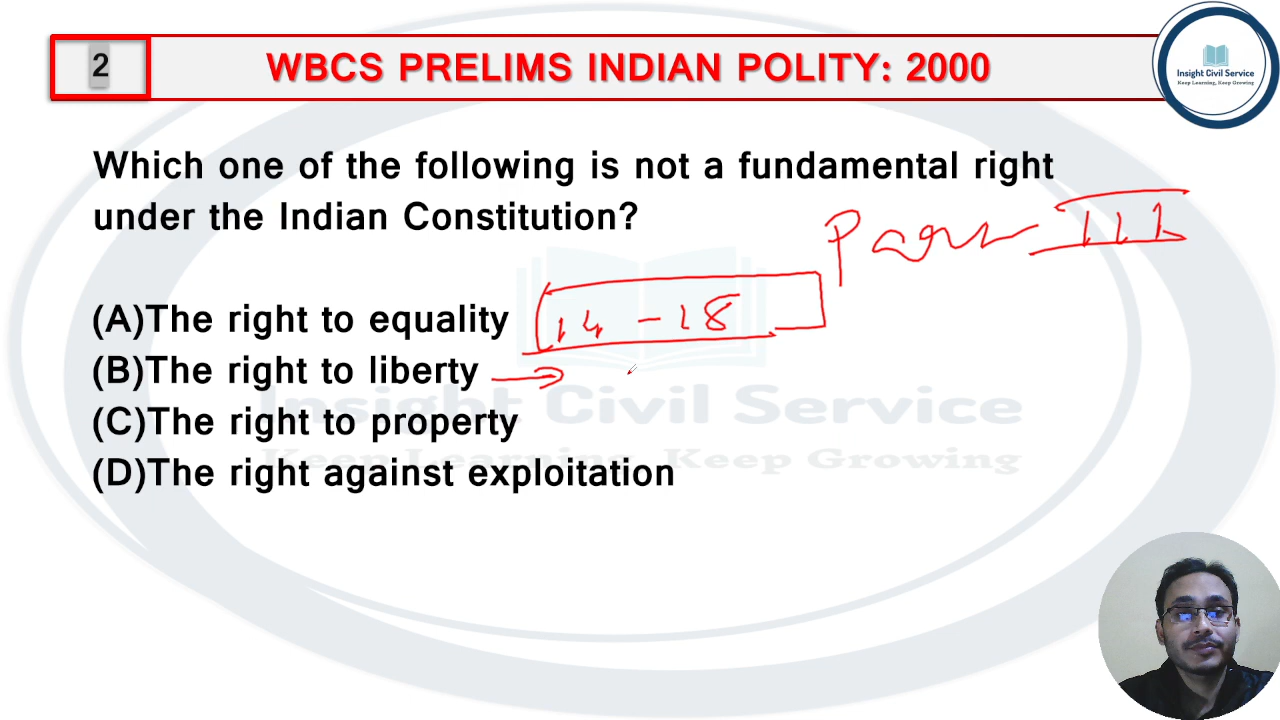 2
WBCS PRELIMS INDIAN POLITY: 2000
Insight Civil Service
Keep Learning, Keep Growing
Which one of the following is not a fundamental right
under the Indian Constitution?
Part III
(A)The right to equality 14 - 18
(B)The right to liberty
(C)The right to property
(D)The right against exploitation
Insight Civil Service
Keep Learning, Keep Growing